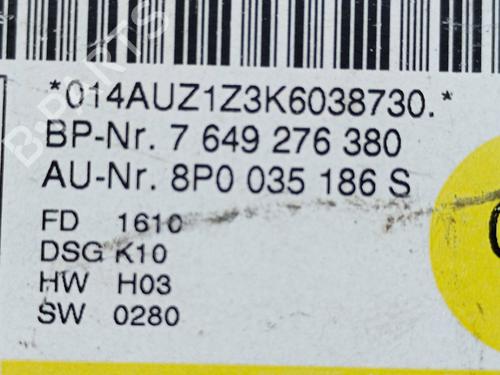 *014AUZ1Z3K6038730.*
BP-Nr. 7 649 276 380
AU-Nr. 8P0 035 186 S
FD 1610
DSG K10
HW H03
SW 0280
B-PARTS